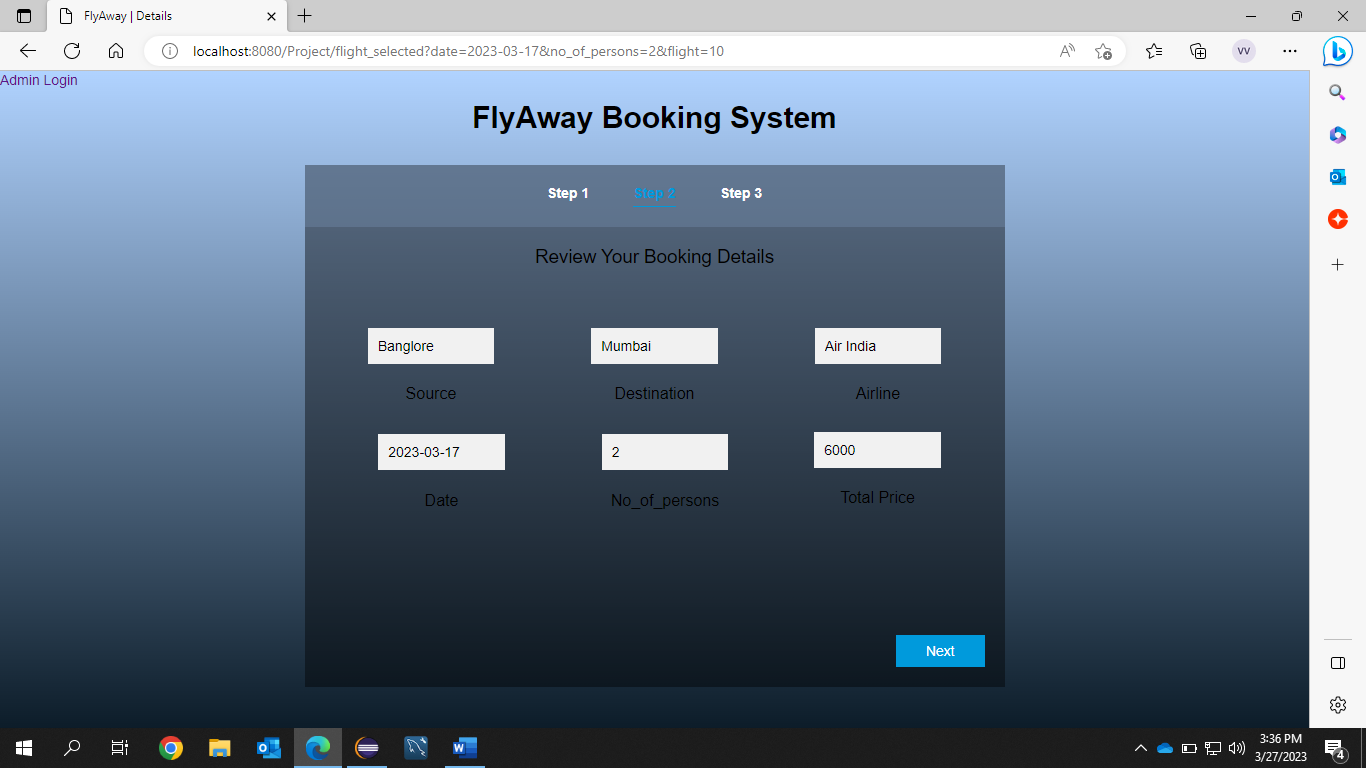 FlyAway | Details
localhost:8080/Project/flight_selected?date=2023-03-17&no_of_persons=2&flight=10
VV
Admin Login
FlyAway Booking System
Step 1 Step 2 Step 3
Review Your Booking Details
Banglore Mumbai Air India
Source Destination Airline
2023-03-17 2 6000
Date No_of_persons Total Price
Next
3:36 PM
3/27/2023
4